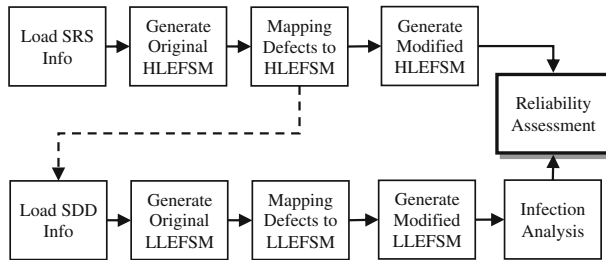 Load SRS
Info
Generate
Original
HLEFSM
Mapping
Defects to
HLEFSM
Generate
Modified
HLEFSM
Reliability
Assessment
Load SDD
Info
Generate
Original
LLEFSM
Mapping
Defects to
LLEFSM
Generate
Modified
LLEFSM
Infection
Analysis